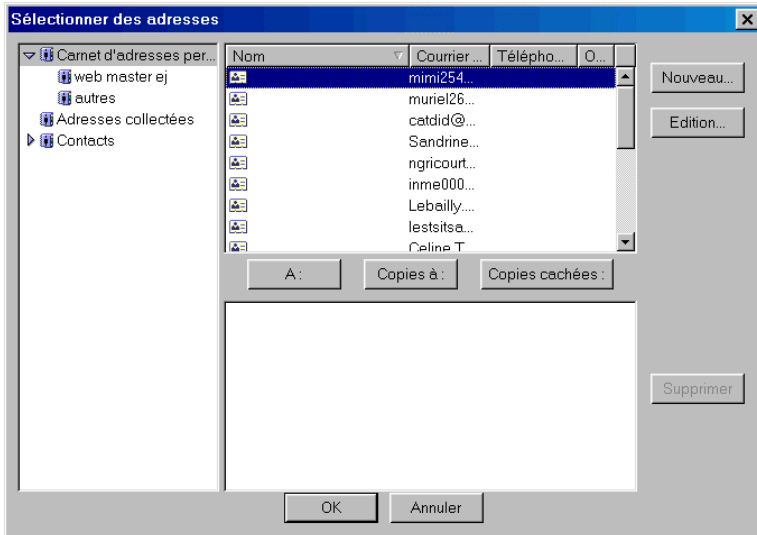 Sélectionner des adresses
Carnet d'adresses per...
web master ej
autres
Adresses collectées
Contacts
Nom Courrier ... Télépho... O...
mimi254...
muriel26...
catdid@...
Sandrine...
ngricourt...
inme000...
Lebailly....
lestsitsa...
Celine T
Nouveau...
Edition...
A :
Copies à :
Copies cachées :
Supprimer
OK
Annuler